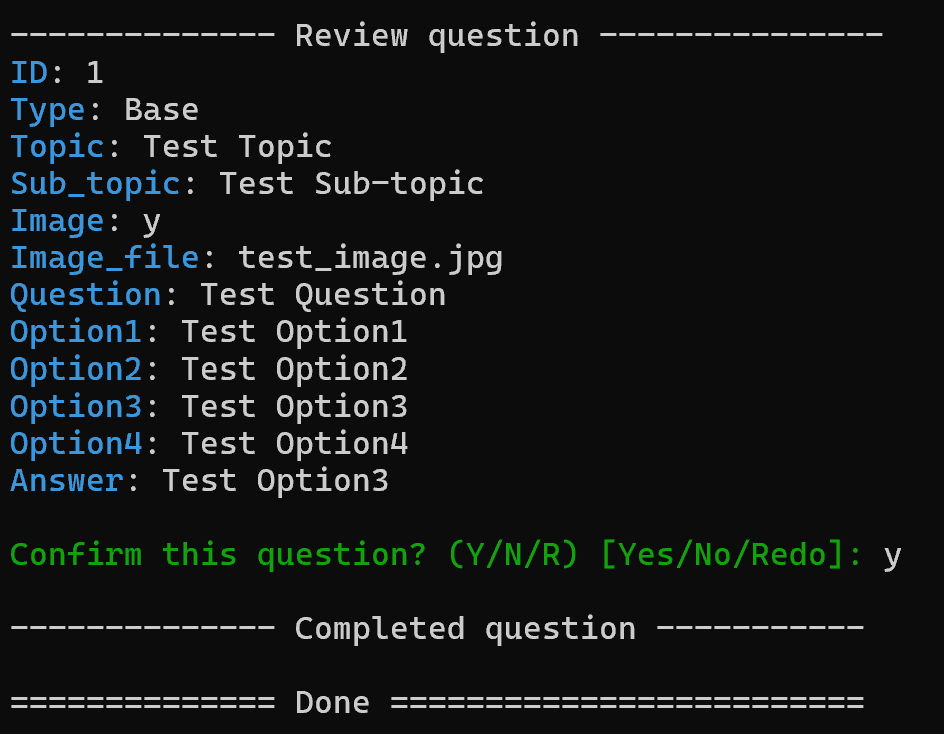 -------------- Review question ---------------
ID: 1
Type: Base
Topic: Test Topic
Sub_topic: Test Sub-topic
Image: y
Image_file: test_image.jpg
Question: Test Question
Option1: Test Option1
Option2: Test Option2
Option3: Test Option3
Option4: Test Option4
Answer: Test Option3
Confirm this question? (Y/N/R) [Yes/No/Redo]: y
-------------- Completed question -----------
============== Done =========================